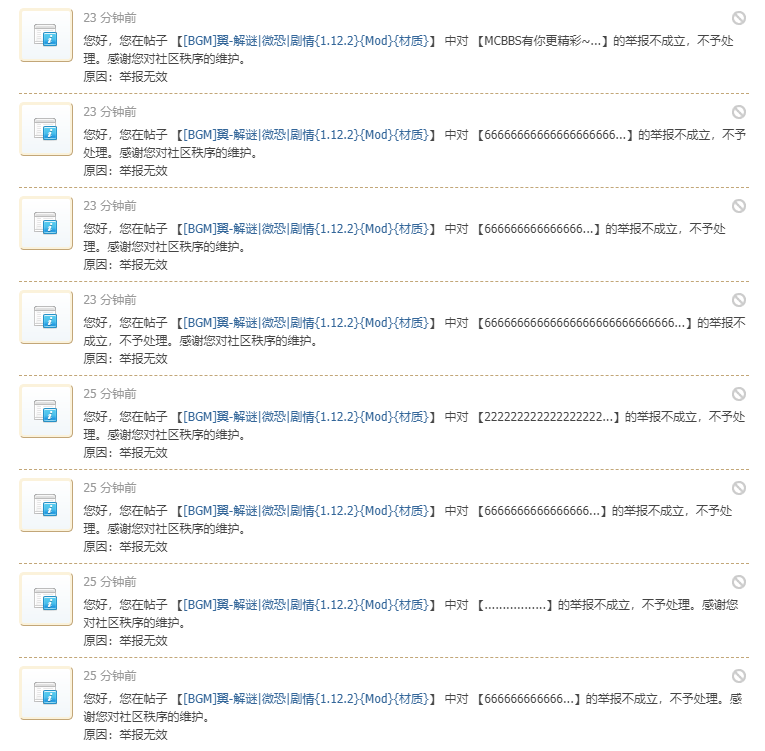 23 分钟前
您好，您在帖子 【[BGM]翼-解谜|微恐|剧情{1.12.2}{Mod}{材质}】 中对 【MCBBS有你更精彩~...】的举报不成立，不予处
理。感谢您对社区秩序的维护。
原因：举报无效
23 分钟前
您好，您在帖子 【[BGM]翼-解谜|微恐|剧情{1.12.2}{Mod}{材质}】 中对 【66666666666666666666...】的举报不成立，不予
处理。感谢您对社区秩序的维护。
原因：举报无效
23 分钟前
您好，您在帖子 【[BGM]翼-解谜|微恐|剧情{1.12.2}{Mod}{材质}】 中对 【666666666666666...】的举报不成立，不予处
理。感谢您对社区秩序的维护。
原因：举报无效
23 分钟前
您好，您在帖子 【[BGM]翼-解谜|微恐|剧情{1.12.2}{Mod}{材质}】 中对 【66666666666666666666666666666...】的举报不
成立，不予处理。感谢您对社区秩序的维护。
原因：举报无效
25 分钟前
您好，您在帖子 【[BGM]翼-解谜|微恐|剧情{1.12.2}{Mod}{材质}】 中对 【222222222222222222...】的举报不成立，不予处
理。感谢您对社区秩序的维护。
原因：举报无效
25 分钟前
您好，您在帖子 【[BGM]翼-解谜|微恐|剧情{1.12.2}{Mod}{材质}】 中对 【6666666666666666...】的举报不成立，不予处
理。感谢您对社区秩序的维护。
原因：举报无效
25 分钟前
您好，您在帖子 【[BGM]翼-解谜|微恐|剧情{1.12.2}{Mod}{材质}】 中对 【.................】的举报不成立，不予处理。感谢您
对社区秩序的维护。
原因：举报无效
25 分钟前
您好，您在帖子 【[BGM]翼-解谜|微恐|剧情{1.12.2}{Mod}{材质}】 中对 【666666666666...】的举报不成立，不予处理。感
谢您对社区秩序的维护。
原因：举报无效